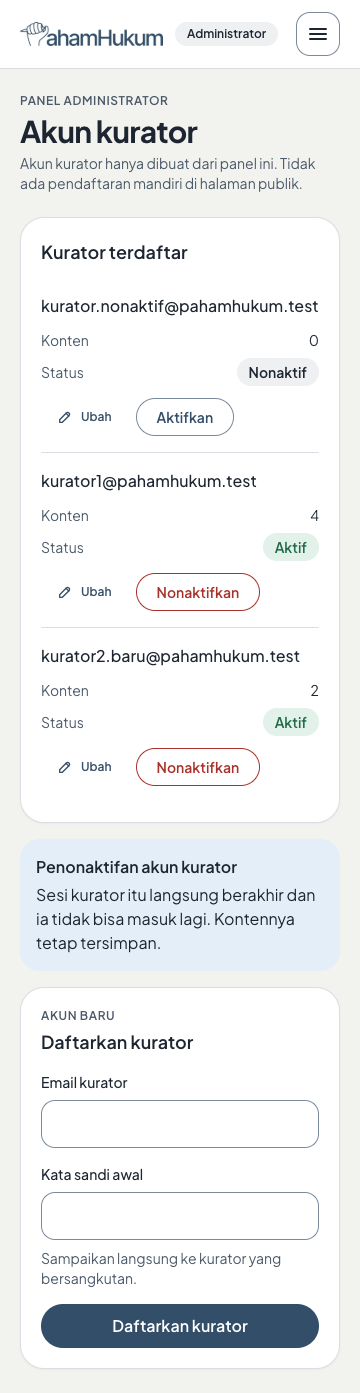 PahamHukum
Administrator
PANEL ADMINISTRATOR
Akun kurator
Akun kurator hanya dibuat dari panel ini. Tidak
ada pendaftaran mandiri di halaman publik.
Kurator terdaftar
kurator.nonaktif@pahamhukum.test
Konten 0
Status Nonaktif
Ubah Aktifkan
kurator1@pahamhukum.test
Konten 4
Status Aktif
Ubah Nonaktifkan
kurator2.baru@pahamhukum.test
Konten 2
Status Aktif
Ubah Nonaktifkan
Penonaktifan akun kurator
Sesi kurator itu langsung berakhir dan
ia tidak bisa masuk lagi. Kontennya
tetap tersimpan.
AKUN BARU
Daftarkan kurator
Email kurator
Kata sandi awal
Sampaikan langsung ke kurator yang
bersangkutan.
Daftarkan kurator